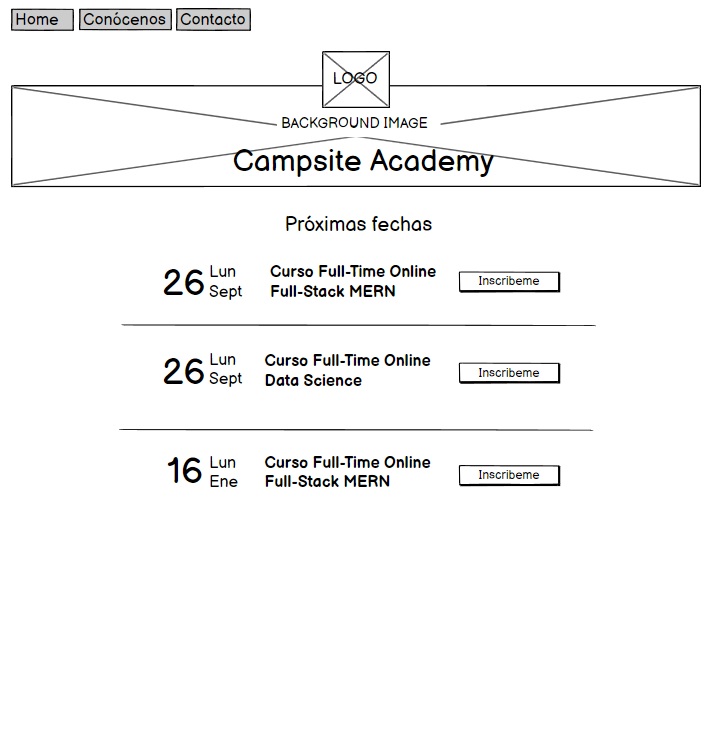 Home
Conócenos
Contacto
LOGO
BACKGROUND IMAGE
Campsite Academy
Próximas fechas
26
Lun
Sept
Curso Full-Time Online
Full-Stack MERN
Inscribeme
26
Lun
Sept
Curso Full-Time Online
Data Science
Inscribeme
16
Lun
Ene
Curso Full-Time Online
Full-Stack MERN
Inscribeme